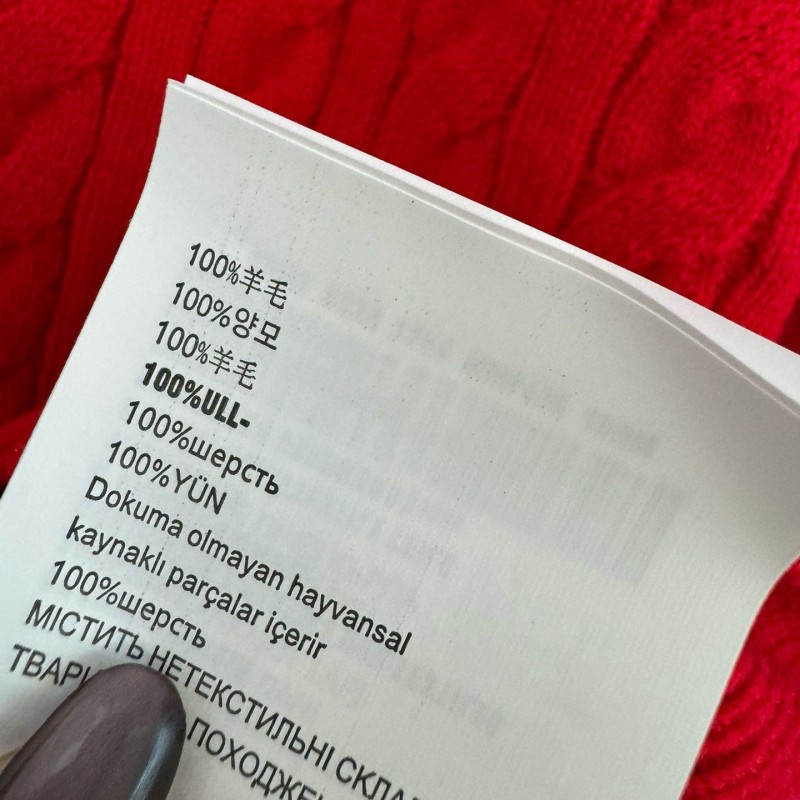 100%羊毛
100%양모
100%羊毛
100%ULL-
100%шерсть
100%YÜN
Dokuma olmayan hayvansal
kaynaklı parçalar içerir
100%шерсть
МІСТИТЬ НЕТЕКСТИЛЬНІ